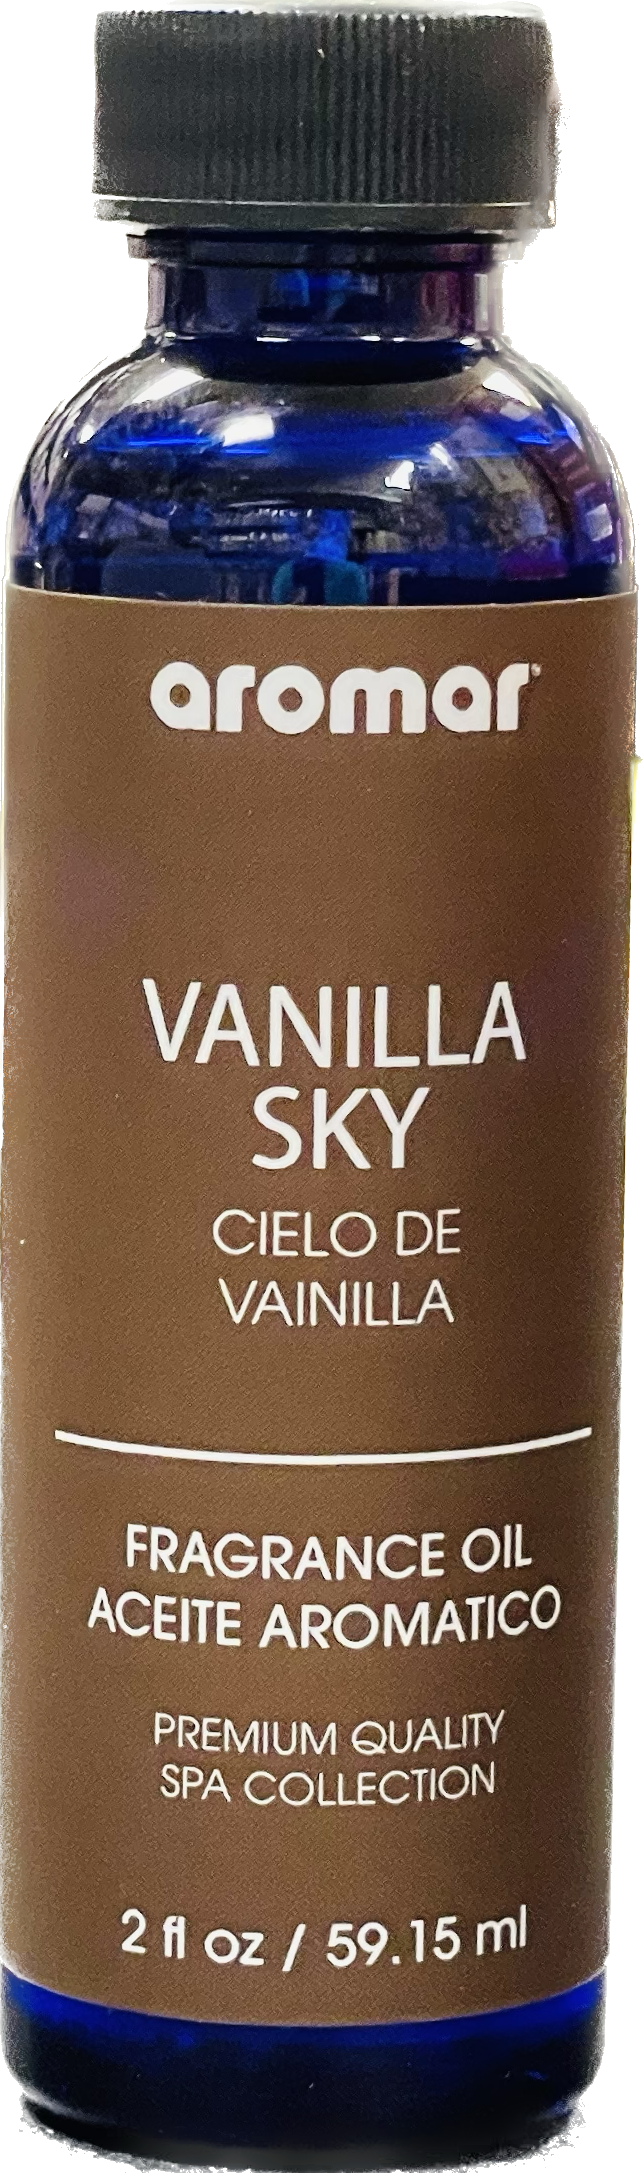 aromar
VANILLA
SKY
CIELO DE
VAINILLA
FRAGRANCE OIL
ACEITE AROMATICO
PREMIUM QUALITY
SPA COLLECTION
2 fl oz / 59.15 ml